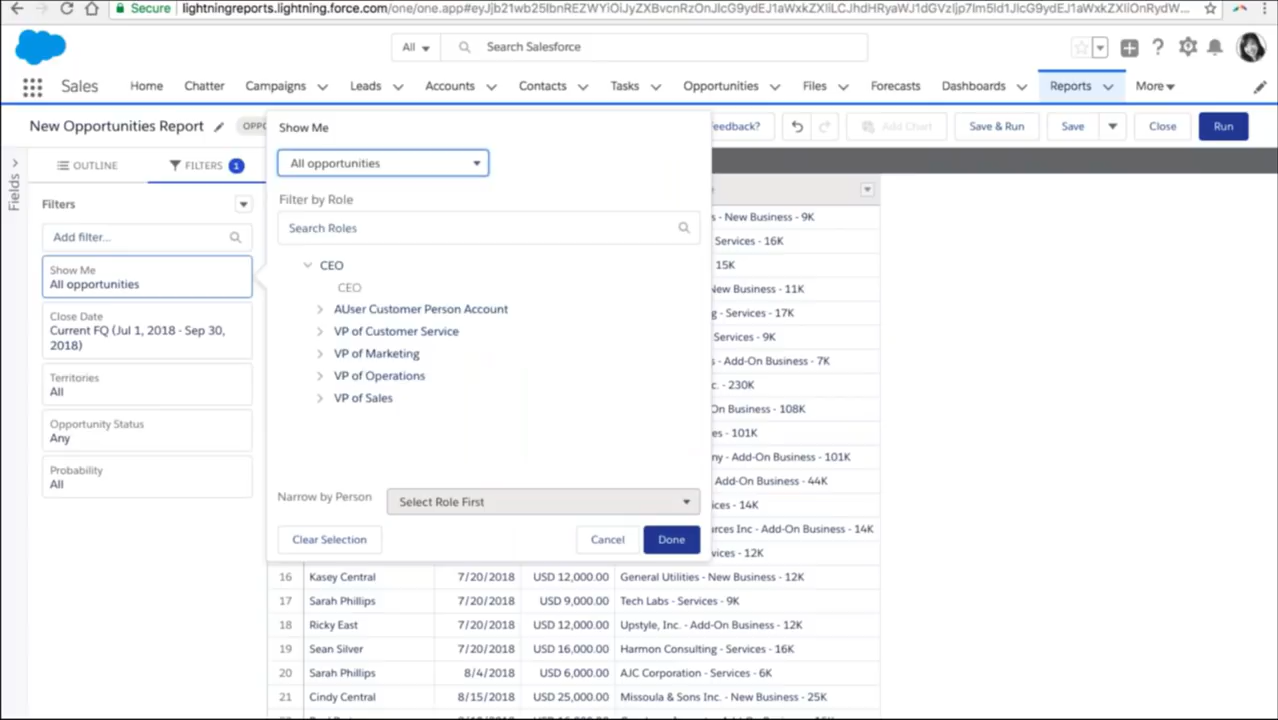 Secure
lightningreports.lightning.force.com/one/one.app
All
Search Salesforce
Sales
Home
Chatter
Campaigns
Leads
Accounts
Contacts
Tasks
Opportunities
Files
Forecasts
Dashboards
Reports
More
New Opportunities Report
OPPO
Show Me
eedback?
Add Chart
Save & Run
Save
Close
Run
Fields
OUTLINE
FILTERS 1
Filters
Add filter...
Show Me
All opportunities
Close Date
Current FQ (Jul 1, 2018 - Sep 30, 2018)
Territories
All
Opportunity Status
Any
Probability
All
All opportunities
Filter by Role
Search Roles
CEO
CEO
AUser Customer Person Account
VP of Customer Service
VP of Marketing
VP of Operations
VP of Sales
Narrow by Person
Select Role First
Clear Selection
Cancel
Done
s - New Business - 9K
Services - 16K
15K
New Business - 11K
g - Services - 17K
Services - 9K
s - Add-On Business - 7K
c. - 230K
On Business - 108K
es - 101K
ny - Add-On Business - 101K
Add-On Business - 44K
ices - 14K
urces Inc - Add-On Business - 14K
vices - 12K
16 Kasey Central 7/20/2018 USD 12,000.00 General Utilities - New Business - 12K
17 Sarah Phillips 7/20/2018 USD 9,000.00 Tech Labs - Services - 9K
18 Ricky East 7/20/2018 USD 12,000.00 Upstyle, Inc. - Add-On Business - 12K
19 Sean Silver 7/20/2018 USD 16,000.00 Harmon Consulting - Services - 16K
20 Sarah Phillips 8/4/2018 USD 6,000.00 AJC Corporation - Services - 6K
21 Cindy Central 8/15/2018 USD 25,000.00 Missoula & Sons Inc. - New Business - 25K